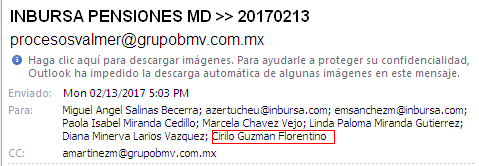 INBURSA PENSIONES MD >> 20170213
procesosvalmer@grupobmv.com.mx
Haga clic aquí para descargar imágenes. Para ayudarle a proteger su confidencialidad,
Outlook ha impedido la descarga automática de algunas imágenes en este mensaje.
Enviado: Mon 02/13/2017 5:03 PM
Para: Miguel Angel Salinas Becerra; azertucheu@inbursa.com; emsanchezm@inbursa.com;
Paola Isabel Miranda Cedillo; Marcela Chavez Vejo; Linda Paloma Miranda Gutierrez;
Diana Minerva Larios Vazquez; Cirilo Guzman Florentino
CC: amartinezm@grupobmv.com.mx